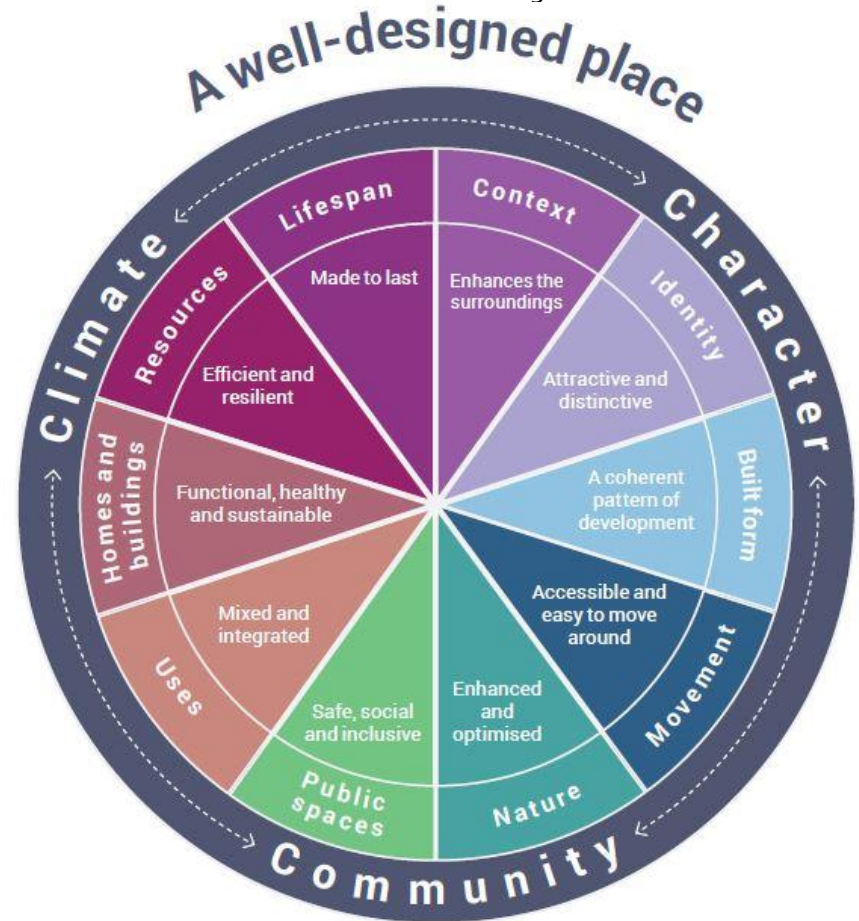 A well-designed place
Climate
Character
Community
Context
Enhances the
surroundings
Identity
Attractive and
distinctive
Built form
A coherent
pattern of
development
Movement
Accessible and
easy to move
around
Nature
Enhanced
and
optimised
Public
spaces
Safe, social
and inclusive
Uses
Mixed and
integrated
Homes and
buildings
Functional, healthy
and sustainable
Resources
Efficient and
resilient
Lifespan
Made to last